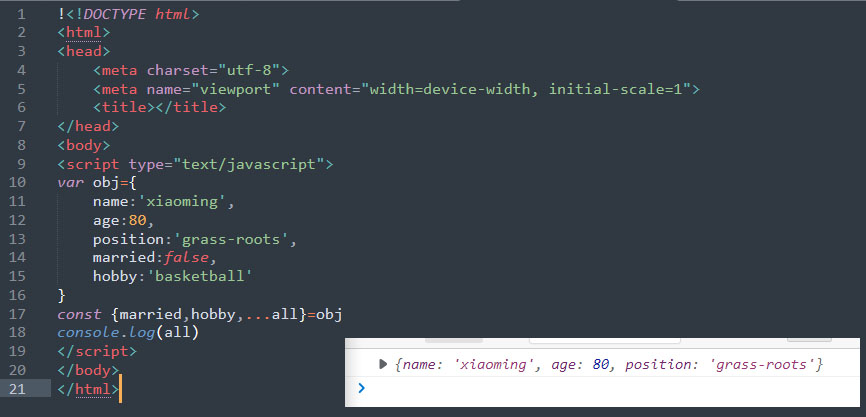 1 !<!DOCTYPE html>
2 <html>
3 <head>
4     <meta charset="utf-8">
5     <meta name="viewport" content="width=device-width, initial-scale=1">
6     <title></title>
7 </head>
8 <body>
9 <script type="text/javascript">
10 var obj={
11     name:'xiaoming',
12     age:80,
13     position:'grass-roots',
14     married:false,
15     hobby:'basketball'
16 }
17 const {married,hobby,...all}=obj
18 console.log(all)
19 </script>
{name: 'xiaoming', age: 80, position: 'grass-roots'}
20 </body>
21 </html>